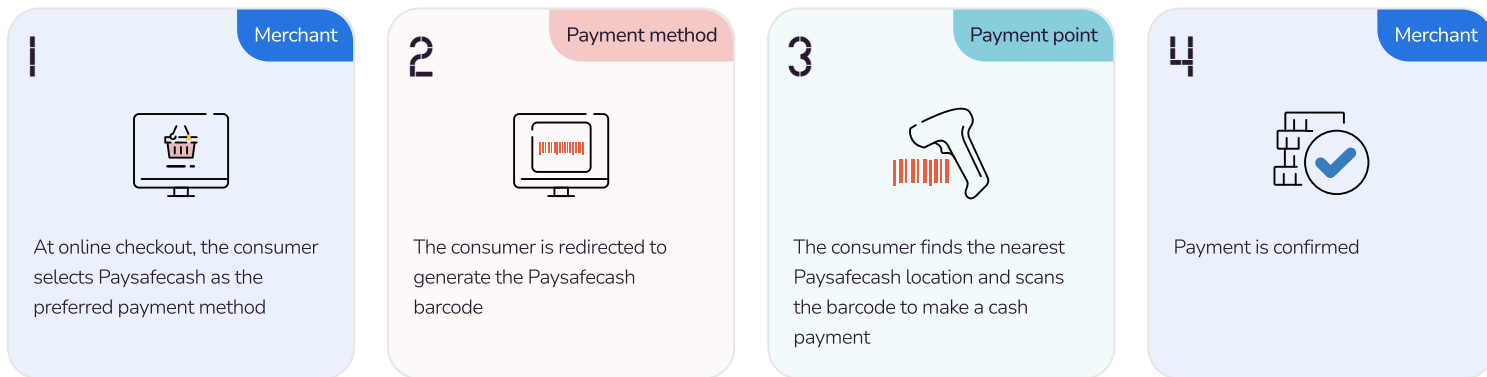 1
Merchant
At online checkout, the consumer
selects Paysafecash as the
preferred payment method
2
Payment method
The consumer is redirected to
generate the Paysafecash
barcode
3
Payment point
The consumer finds the nearest
Paysafecash location and scans
the barcode to make a cash
payment
4
Merchant
Payment is confirmed